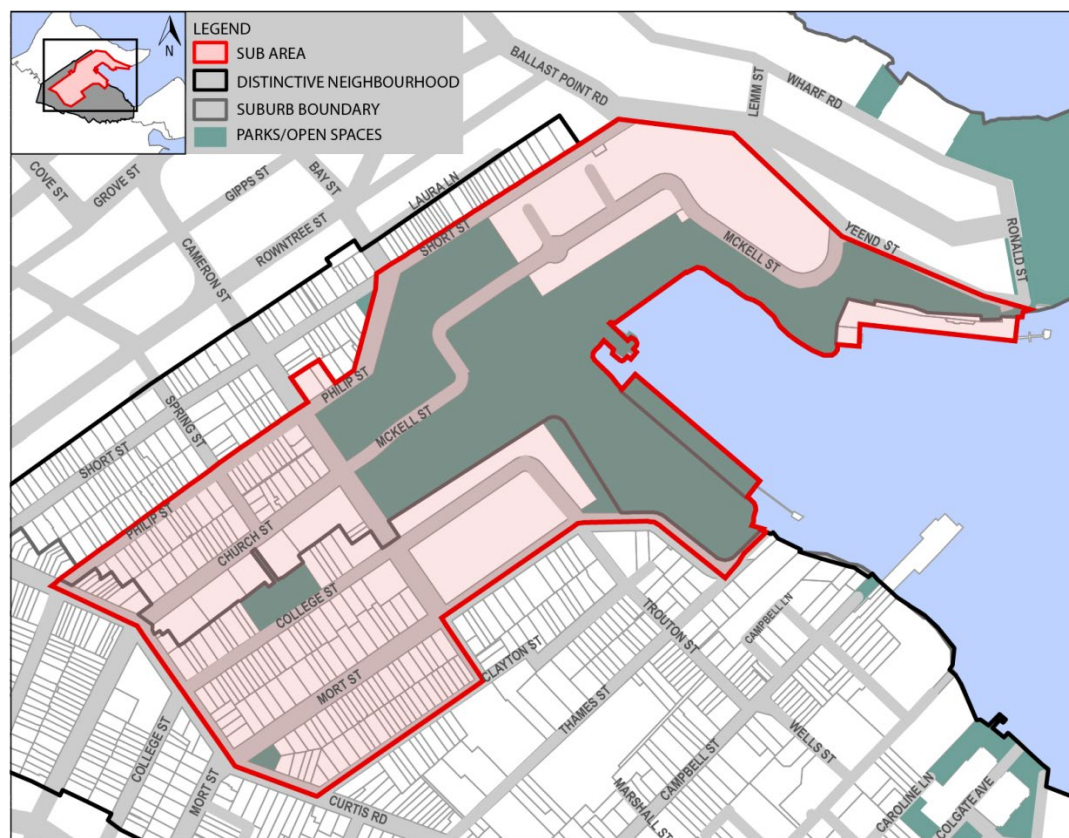 N
LEGEND
SUB AREA
DISTINCTIVE NEIGHBOURHOOD
SUBURB BOUNDARY
PARKS/OPEN SPACES
BALLAST POINT RD
LEMM ST
WHARF RD
COVE ST
GROVE ST
GIPPS ST
BAY ST
LAURA LN
ROWNTREE ST
SHORT ST
CAMERON ST
MCKELL ST
YEEND ST
RONALD ST
PHILIP ST
SPRING ST
MCKELL ST
SHORT ST
PHILIP ST
CHURCH ST
COLLEGE ST
MORT ST
CLAYTON ST
TROUTON ST
CAMPBELL LN
THAMES ST
WELLS ST
CAMPBELL ST
COLLEGE ST
MORT ST
CURTIS RD
MARSHALL ST
CAROLINE LN
COLGATE AVE